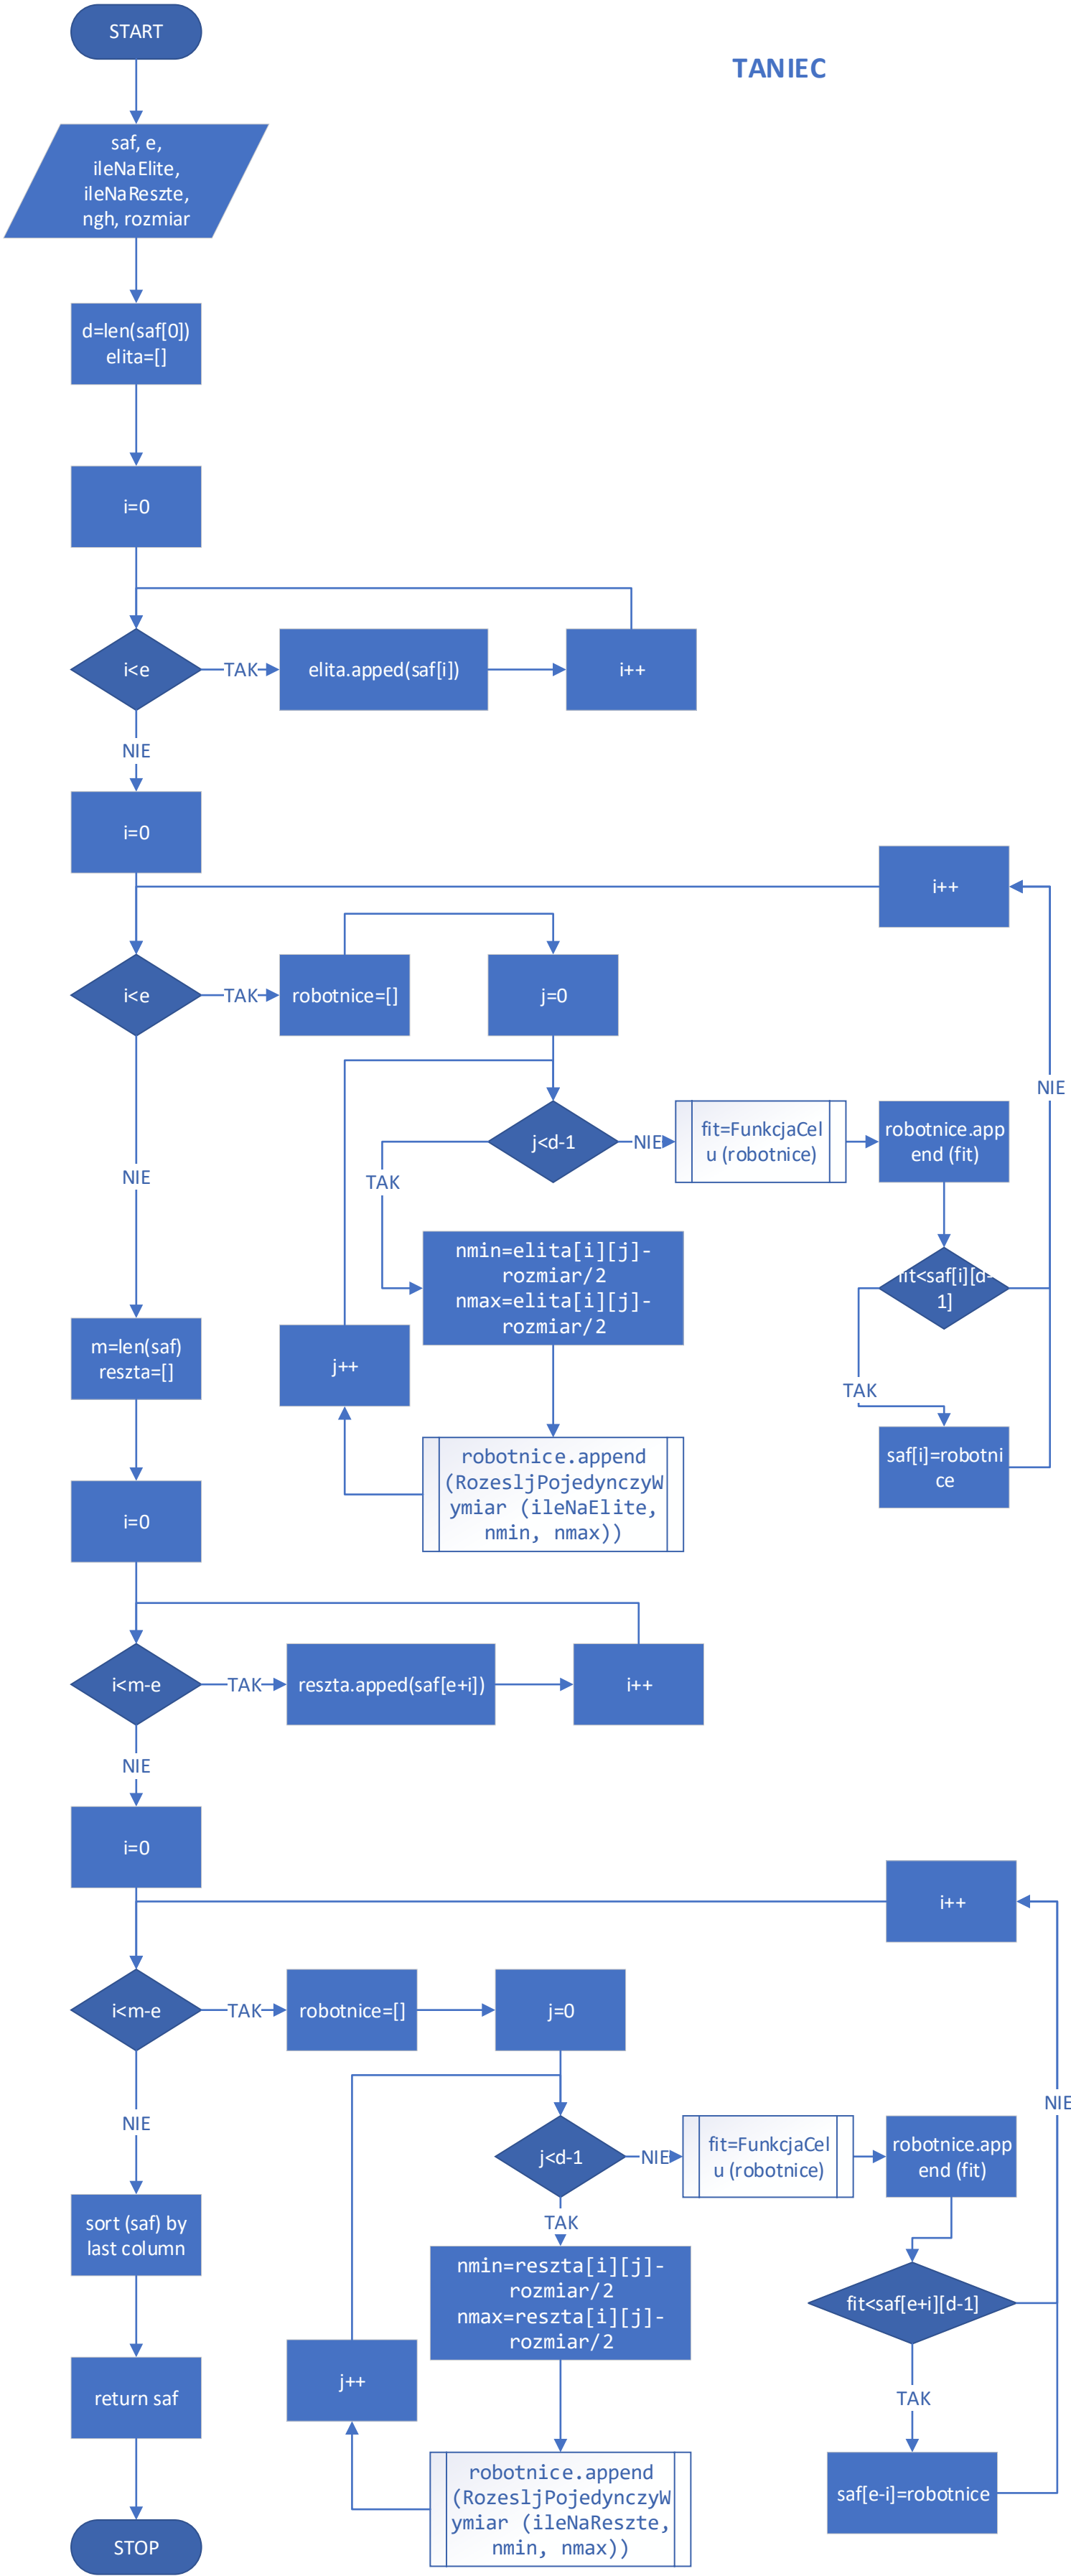 START
TANIEC
saf, e,
ileNaElite,
ileNaReszte,
ngh, rozmiar
d=len(saf[0])
elita=[]
i=0
i<e
TAK
elita.apped(saf[i])
i++
NIE
i=0
i++
i<e
TAK
robotnice=[]
j=0
NIE
j<d-1
NIE
fit=FunkcjaCel
u (robotnice)
robotnice.app
end (fit)
TAK
NIE
nmin=elita[i][j]-
rozmiar/2
nmax=elita[i][j]-
rozmiar/2
fit<saf[i][d-
1]
m=len(saf)
reszta=[]
j++
TAK
robotnice.append
(RozesljPojedynczyW
ymiar (ileNaElite,
nmin, nmax))
saf[i]=robotni
ce
i=0
i<m-e
TAK
reszta.apped(saf[e+i])
i++
NIE
i=0
i++
i<m-e
TAK
robotnice=[]
j=0
NIE
NIE
j<d-1
NIE
fit=FunkcjaCel
u (robotnice)
robotnice.app
end (fit)
TAK
sort (saf) by
last column
nmin=reszta[i][j]-
rozmiar/2
nmax=reszta[i][j]-
rozmiar/2
fit<saf[e+i][d-1]
j++
return saf
TAK
robotnice.append
(RozesljPojedynczyW
ymiar (ileNaReszte,
nmin, nmax))
saf[e-i]=robotnice
STOP